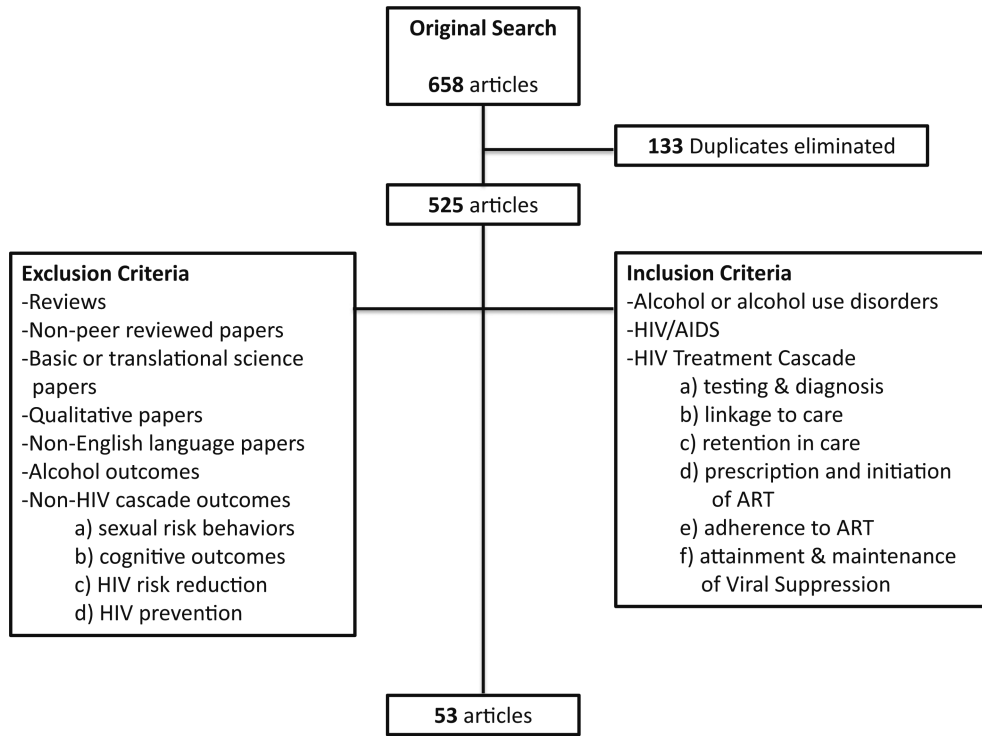 Original Search
658 articles
133 Duplicates eliminated
525 articles
Exclusion Criteria
-Reviews
-Non-peer reviewed papers
-Basic or translational science
papers
-Qualitative papers
-Non-English language papers
-Alcohol outcomes
-Non-HIV cascade outcomes
a) sexual risk behaviors
b) cognitive outcomes
c) HIV risk reduction
d) HIV prevention
Inclusion Criteria
-Alcohol or alcohol use disorders
-HIV/AIDS
-HIV Treatment Cascade
a) testing & diagnosis
b) linkage to care
c) retention in care
d) prescription and initiation
of ART
e) adherence to ART
f) attainment & maintenance
of Viral Suppression
53 articles